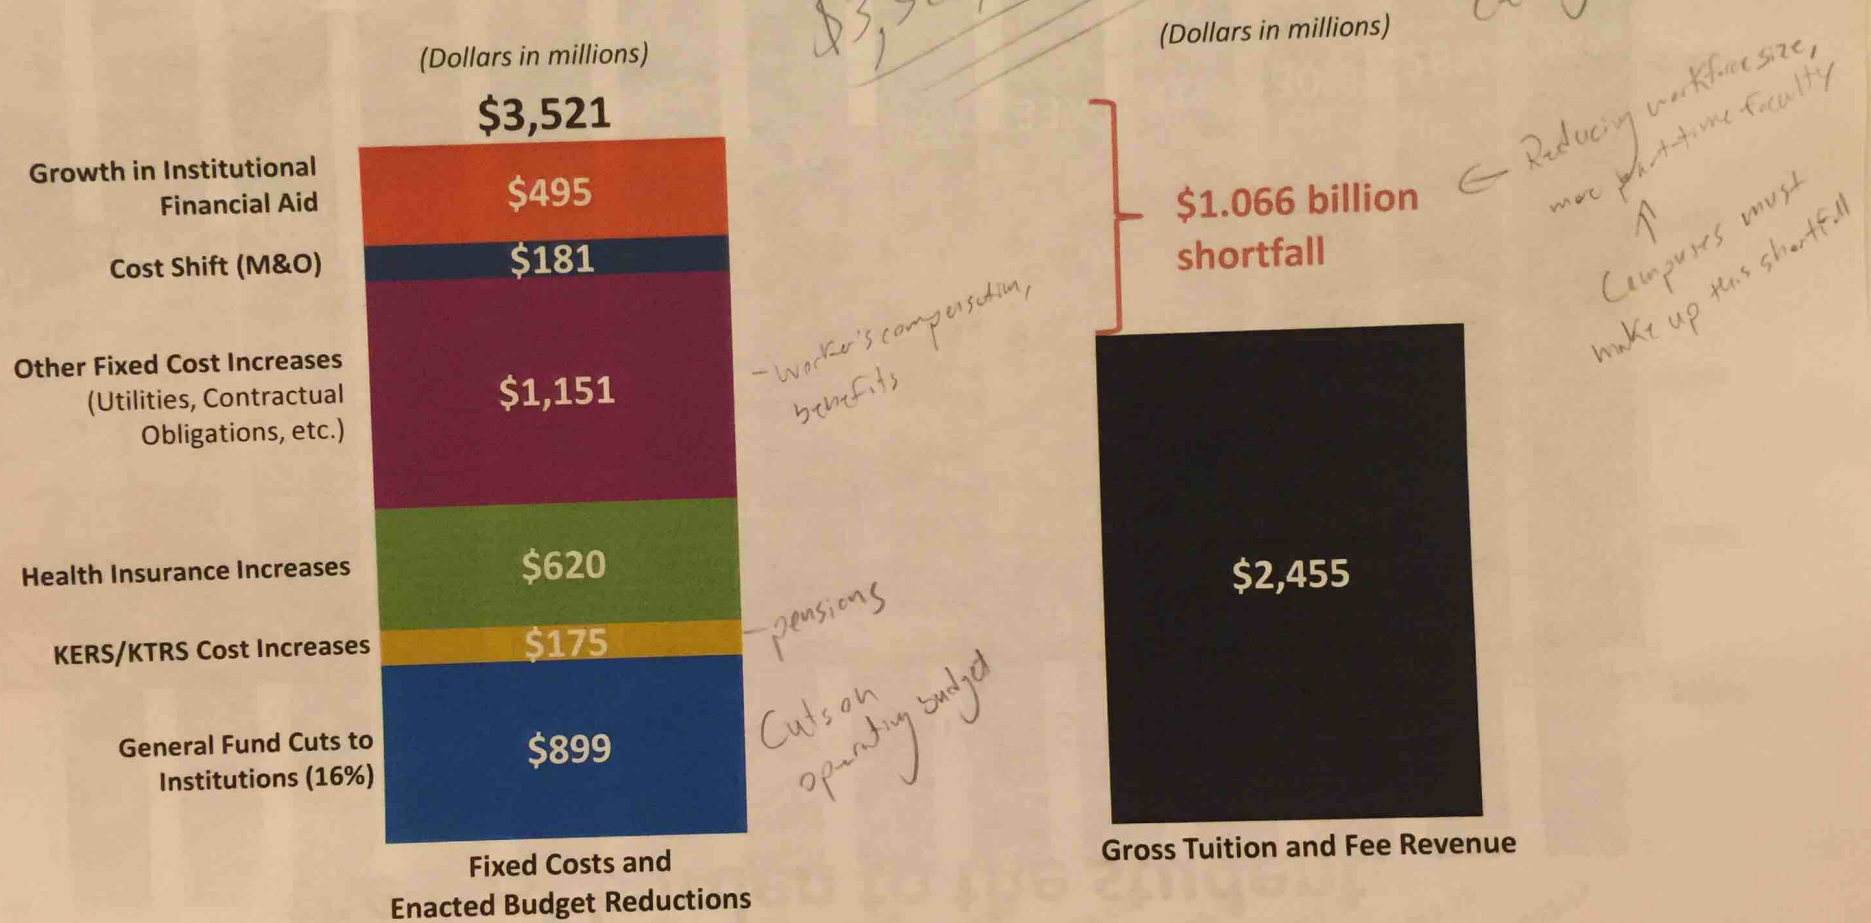 (Dollars in millions)
$3,521
Growth in Institutional
Financial Aid
$495
Cost Shift (M&O)
$181
Other Fixed Cost Increases
(Utilities, Contractual
Obligations, etc.)
$1,151
- Worker's compensation,
benefits
Health Insurance Increases
$620
KERS/KTRS Cost Increases
$175
- pensions
General Fund Cuts to
Institutions (16%)
$899
Cuts on
operating budget
Fixed Costs and
Enacted Budget Reductions
(Dollars in millions)
$1.066 billion
shortfall
← Reducing workforce size,
more part-time faculty
↑
Campuses must
make up this shortfall
$2,455
Gross Tuition and Fee Revenue